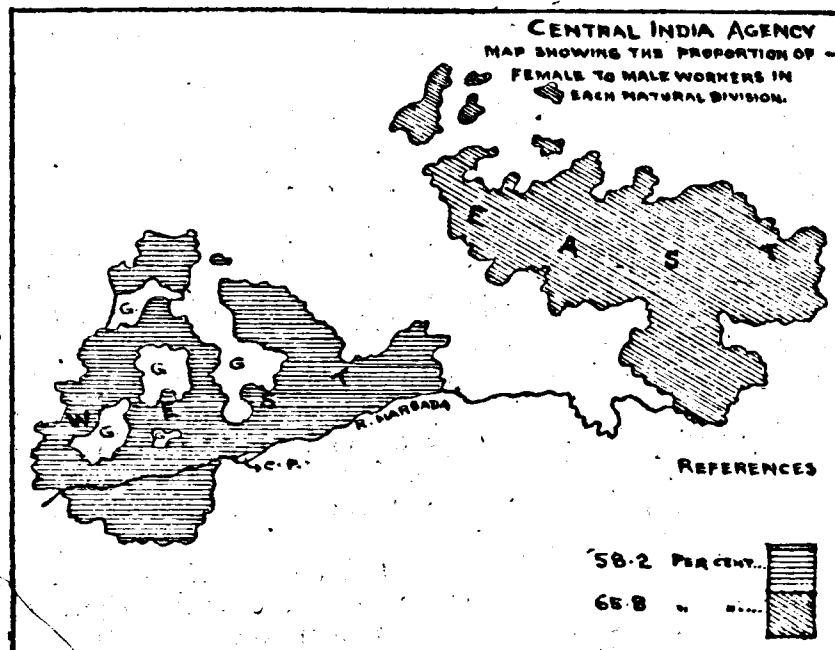 CENTRAL INDIA AGENCY
MAP SHOWING THE PROPORTION OF
FEMALE TO MALE WORKERS IN
EACH NATURAL DIVISION.
E A S T
G
G G
T
W E S
G G
R. NARBADA
C. P.
REFERENCES
58.2 PER CENT...
65.8 " "....